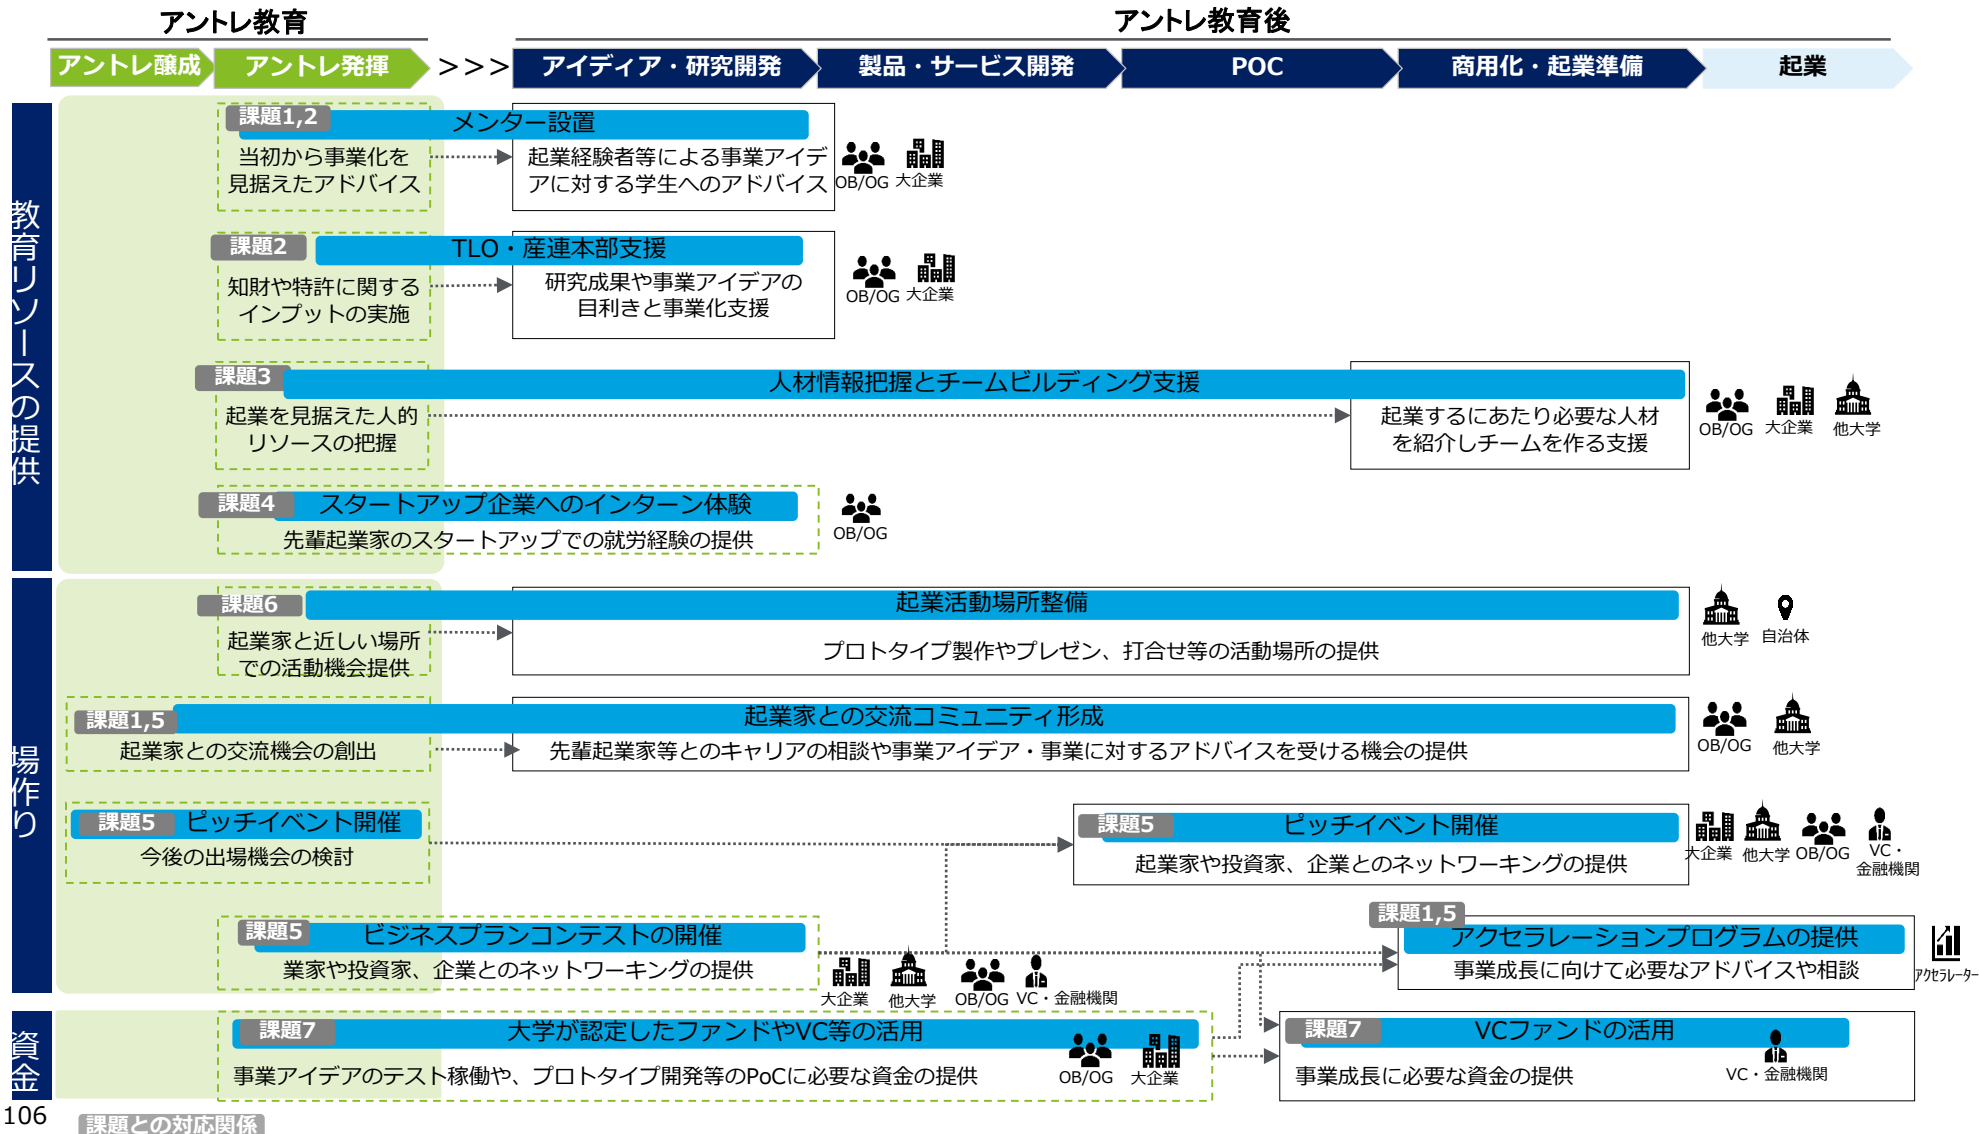 アントレ教育
アントレ教育後
アントレ醸成
アントレ発揮
>>>
アイディア・研究開発
製品・サービス開発
POC
商用化・起業準備
起業
教育リソースの提供
課題1,2
メンター設置
当初から事業化を
見据えたアドバイス
起業経験者等による事業アイデ
アに対する学生へのアドバイス
OB/OG
大企業
課題2
TLO・産連本部支援
知財や特許に関する
インプットの実施
研究成果や事業アイデアの
目利きと事業化支援
OB/OG
大企業
課題3
人材情報把握とチームビルディング支援
起業を見据えた人的
リソースの把握
起業するにあたり必要な人材
を紹介しチームを作る支援
OB/OG
大企業
他大学
課題4
スタートアップ企業へのインターン体験
先輩起業家のスタートアップでの就労経験の提供
OB/OG
場作り
課題6
起業活動場所整備
起業家と近しい場所
での活動機会提供
プロトタイプ製作やプレゼン、打合せ等の活動場所の提供
他大学
自治体
課題1,5
起業家との交流コミュニティ形成
起業家との交流機会の創出
先輩起業家等とのキャリアの相談や事業アイデア・事業に対するアドバイスを受ける機会の提供
OB/OG
他大学
課題5
ピッチイベント開催
今後の出場機会の検討
課題5
ピッチイベント開催
起業家や投資家、企業とのネットワーキングの提供
大企業
他大学
OB/OG
VC・
金融機関
課題5
ビジネスプランコンテストの開催
業家や投資家、企業とのネットワーキングの提供
大企業
他大学
OB/OG
VC・金融機関
課題1,5
アクセラレーションプログラムの提供
事業成長に向けて必要なアドバイスや相談
アクセラレーター
資金
課題7
大学が認定したファンドやVC等の活用
事業アイデアのテスト稼働や、プロトタイプ開発等のPoCに必要な資金の提供
OB/OG
大企業
課題7
VCファンドの活用
事業成長に必要な資金の提供
VC・金融機関
106
課題との対応関係